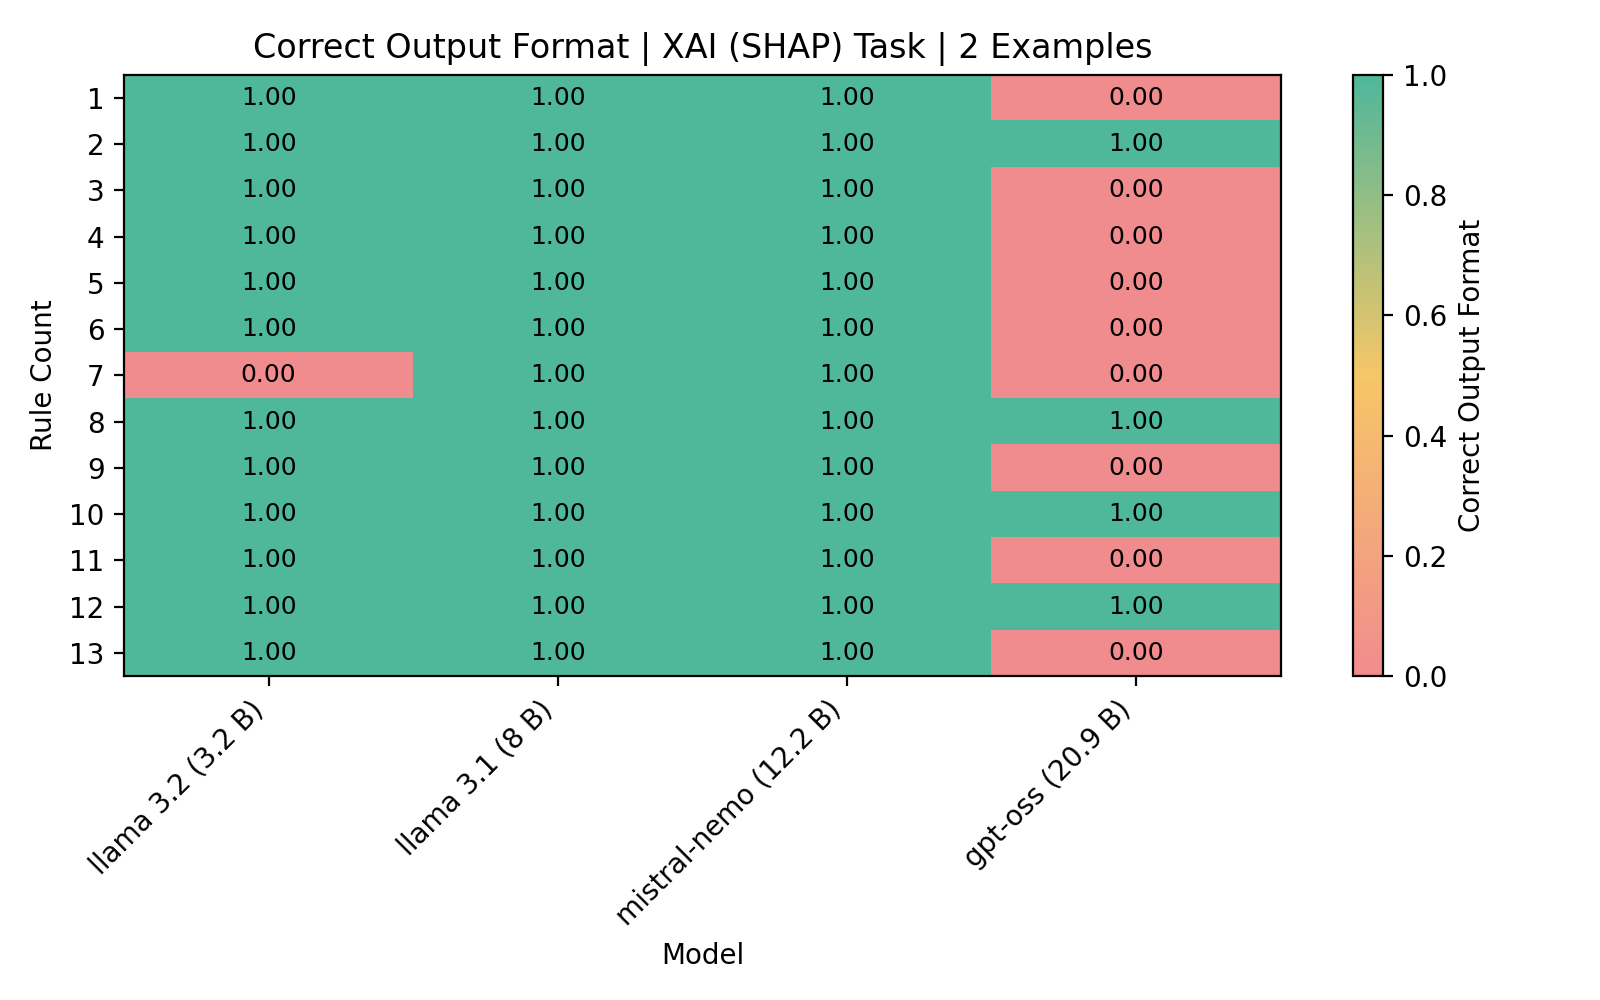 Correct Output Format | XAI (SHAP) Task | 2 Examples
1 1.00 1.00 1.00 0.00
2 1.00 1.00 1.00 1.00
3 1.00 1.00 1.00 0.00
4 1.00 1.00 1.00 0.00
5 1.00 1.00 1.00 0.00
6 1.00 1.00 1.00 0.00
7 0.00 1.00 1.00 0.00
8 1.00 1.00 1.00 1.00
9 1.00 1.00 1.00 0.00
10 1.00 1.00 1.00 1.00
11 1.00 1.00 1.00 0.00
12 1.00 1.00 1.00 1.00
13 1.00 1.00 1.00 0.00
Rule Count
llama 3.2 (3.2 B)
llama 3.1 (8 B)
mistral-nemo (12.2 B)
gpt-oss (20.9 B)
Model
1.0
0.8
0.6
0.4
0.2
0.0
Correct Output Format